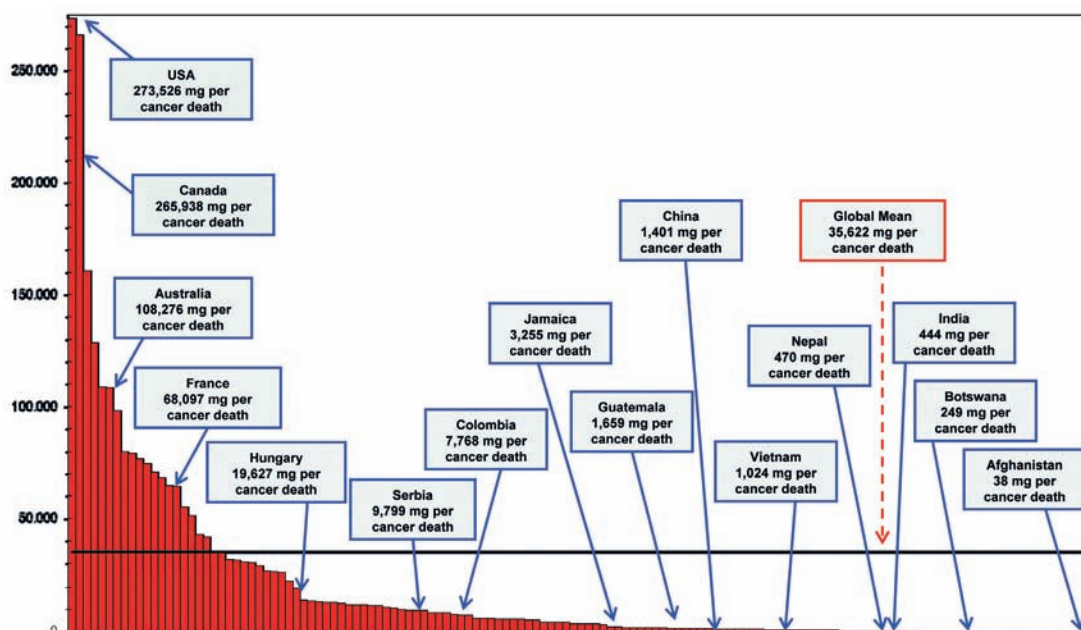 250.000
200.000
150.000
100.000
50.000
0
USA
273,526 mg per
cancer death
Canada
265,938 mg per
cancer death
Australia
108,276 mg per
cancer death
France
68,097 mg per
cancer death
Hungary
19,627 mg per
cancer death
Serbia
9,799 mg per
cancer death
Colombia
7,768 mg per
cancer death
Jamaica
3,255 mg per
cancer death
Guatemala
1,659 mg per
cancer death
China
1,401 mg per
cancer death
Vietnam
1,024 mg per
cancer death
Nepal
470 mg per
cancer death
Global Mean
35,622 mg per
cancer death
India
444 mg per
cancer death
Botswana
249 mg per
cancer death
Afghanistan
38 mg per
cancer death